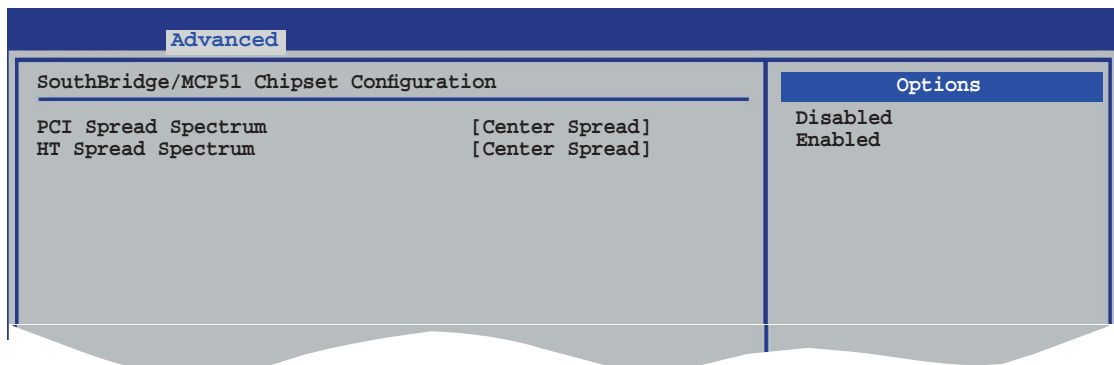 Advanced
SouthBridge/MCP51 Chipset Configuration
PCI Spread Spectrum [Center Spread]
HT Spread Spectrum [Center Spread]
Options
Disabled
Enabled